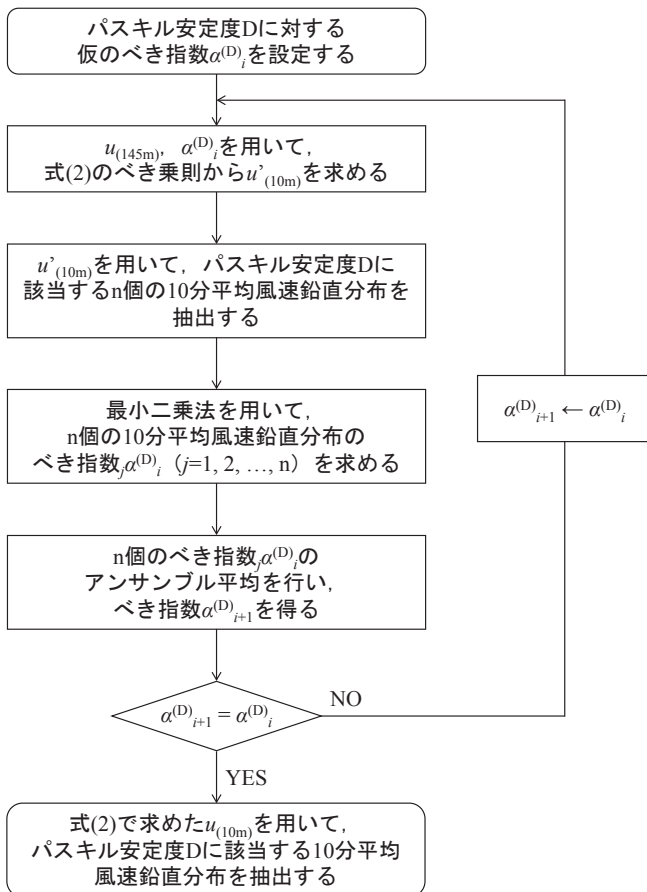 パスキル安定度Dに対する
仮のべき指数α⁽ᴰ⁾ᵢを設定する
u₍₁₄₅ₘ₎，α⁽ᴰ⁾ᵢを用いて，
式(2)のべき乗則からu’₍₁₀ₘ₎を求める
u’₍₁₀ₘ₎を用いて，パスキル安定度Dに
該当するn個の10分平均風速鉛直分布を
抽出する
最小二乗法を用いて，
n個の10分平均風速鉛直分布の
べき指数ⱼα⁽ᴰ⁾ᵢ（j=1, 2, …, n）を求める
α⁽ᴰ⁾ᵢ₊₁ ← α⁽ᴰ⁾ᵢ
n個のべき指数ⱼα⁽ᴰ⁾ᵢの
アンサンブル平均を行い，
べき指数α⁽ᴰ⁾ᵢ₊₁を得る
α⁽ᴰ⁾ᵢ₊₁ = α⁽ᴰ⁾ᵢ
NO
YES
式(2)で求めたu₍₁₀ₘ₎を用いて，
パスキル安定度Dに該当する10分平均
風速鉛直分布を抽出する